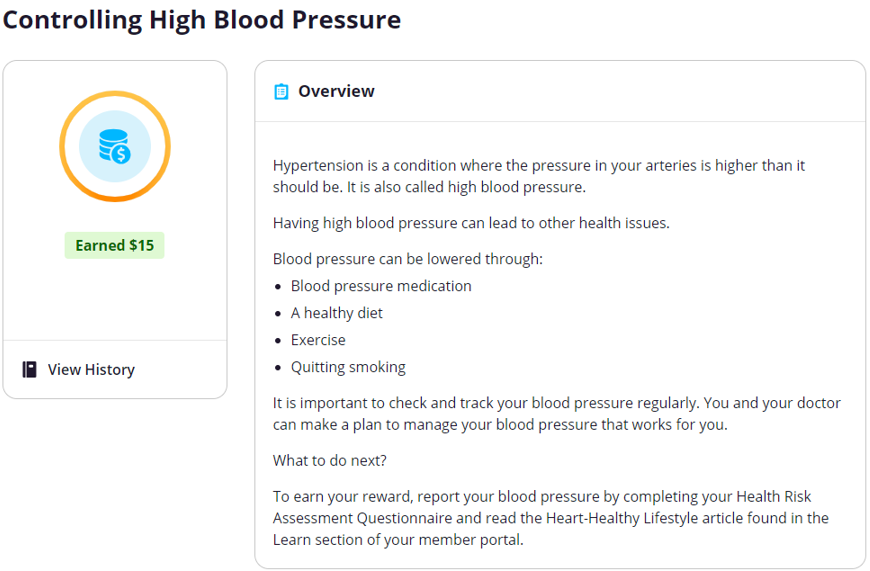 Controlling High Blood Pressure
Earned $15
View History
Overview
Hypertension is a condition where the pressure in your arteries is higher than it
should be. It is also called high blood pressure.
Having high blood pressure can lead to other health issues.
Blood pressure can be lowered through:
• Blood pressure medication
• A healthy diet
• Exercise
• Quitting smoking
It is important to check and track your blood pressure regularly. You and your doctor
can make a plan to manage your blood pressure that works for you.
What to do next?
To earn your reward, report your blood pressure by completing your Health Risk
Assessment Questionnaire and read the Heart-Healthy Lifestyle article found in the
Learn section of your member portal.